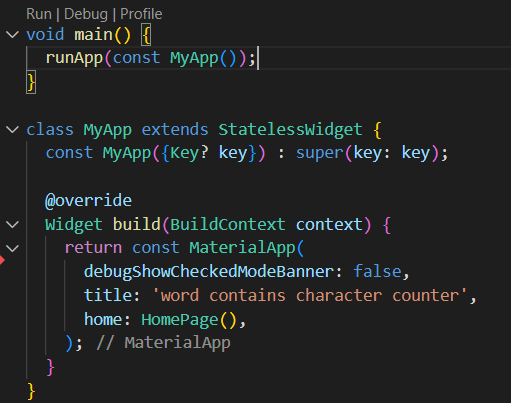 Run | Debug | Profile
void main() {
runApp(const MyApp());
}
class MyApp extends StatelessWidget {
const MyApp({Key? key}) : super(key: key);
@override
Widget build(BuildContext context) {
return const MaterialApp(
debugShowCheckedModeBanner: false,
title: 'word contains character counter',
home: HomePage(),
); // MaterialApp
}
}